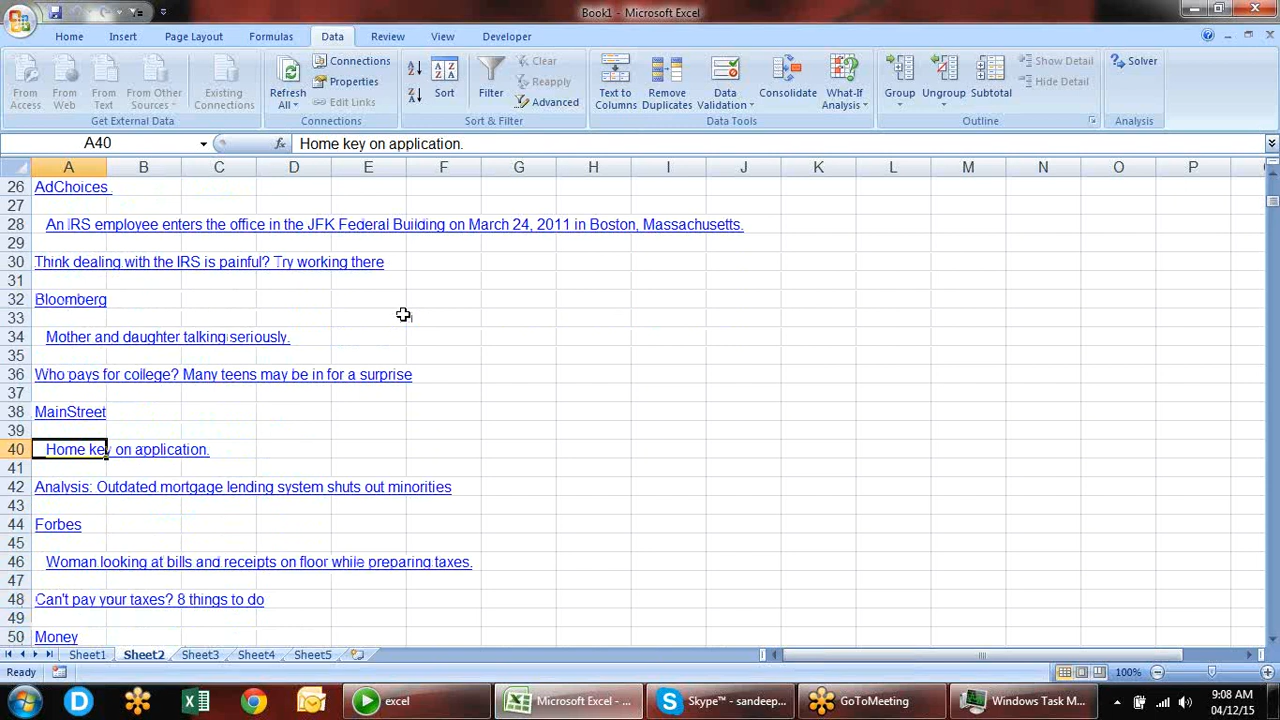 Book1 - Microsoft Excel
Home Insert Page Layout Formulas Data Review View Developer
From Access
From Web
From Text
From Other Sources
Existing Connections
Get External Data
Refresh All
Connections
Properties
Edit Links
Connections
Sort
Filter
Clear
Reapply
Advanced
Sort & Filter
Text to Columns
Remove Duplicates
Data Validation
Consolidate
What-If Analysis
Data Tools
Group
Ungroup
Subtotal
Show Detail
Hide Detail
Outline
Solver
Analysis
A40 fx Home key on application.
A B C D E F G H I J K L M N O P
26 AdChoices
27
28 An IRS employee enters the office in the JFK Federal Building on March 24, 2011 in Boston, Massachusetts.
29
30 Think dealing with the IRS is painful? Try working there
31
32 Bloomberg
33
34 Mother and daughter talking seriously.
35
36 Who pays for college? Many teens may be in for a surprise
37
38 MainStreet
39
40 Home key on application.
41
42 Analysis: Outdated mortgage lending system shuts out minorities
43
44 Forbes
45
46 Woman looking at bills and receipts on floor while preparing taxes.
47
48 Can't pay your taxes? 8 things to do
49
50 Money
Sheet1 Sheet2 Sheet3 Sheet4 Sheet5
Ready 100%
D excel Microsoft Excel - ... Skype™ - sandeep... GoToMeeting Windows Task M... 9:08 AM
04/12/15